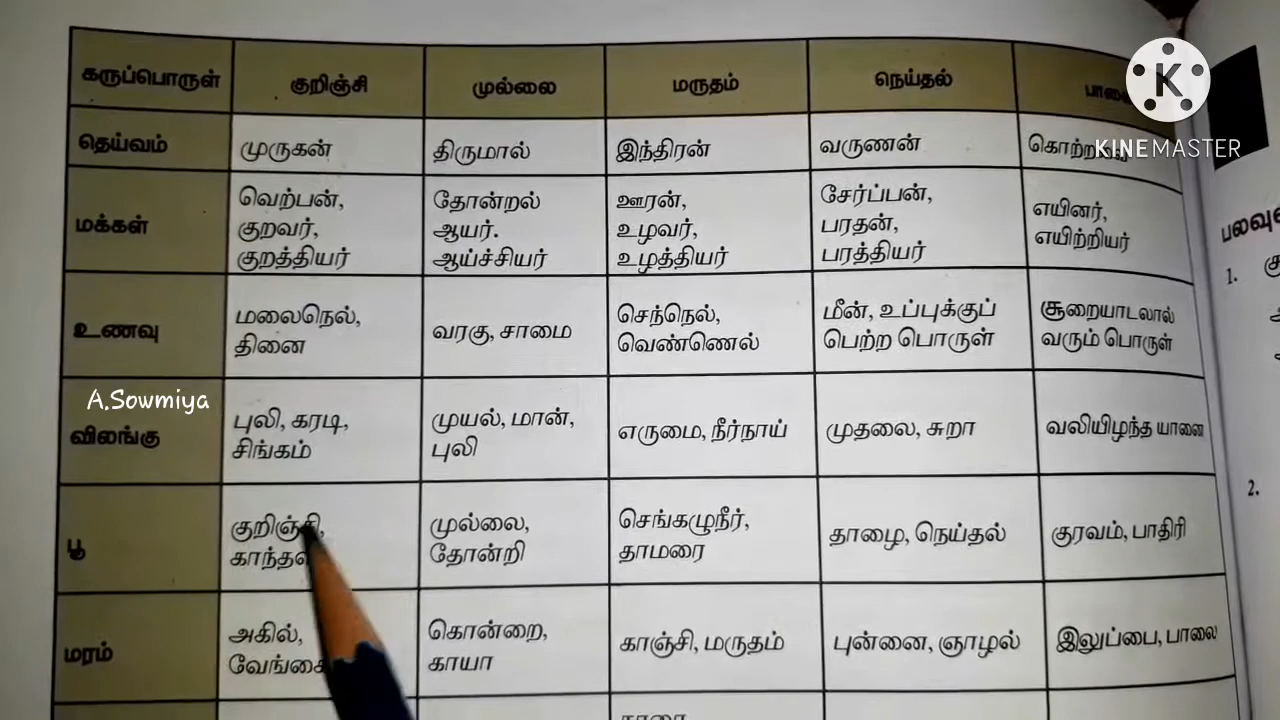 கருப்பொருள் குறிஞ்சி முல்லை மருதம் நெய்தல்
K
KINEMASTER
தெய்வம் முருகன் திருமால் இந்திரன் வருணன்
மக்கள்
வெற்பன்,
குறவர்,
குறத்தியர்
தோன்றல்
ஆயர்.
ஆய்ச்சியர்
ஊரன்,
உழவர்,
உழத்தியர்
சேர்ப்பன்,
பரதன்,
பரத்தியர்
எயினர்,
எயிற்றியர்
உணவு
மலைநெல்,
தினை
வரகு, சாமை
செந்நெல்,
வெண்ணெல்
மீன், உப்புக்குப்
பெற்ற பொருள்
சூறையாடலால்
வரும் பொருள்
A.Sowmiya
விலங்கு
புலி, கரடி,
சிங்கம்
முயல், மான்,
புலி
எருமை, நீர்நாய்
முதலை, சுறா
வலியிழந்த யானை
பூ
குறிஞ்சி,
முல்லை,
தோன்றி
செங்கழுநீர்,
தாமரை
தாழை, நெய்தல்
குரவம், பாதிரி
மரம்
அகில்,
கொன்றை,
காயா
காஞ்சி, மருதம்
புன்னை, ஞாழல்
இலுப்பை, பாலை
1.
2.